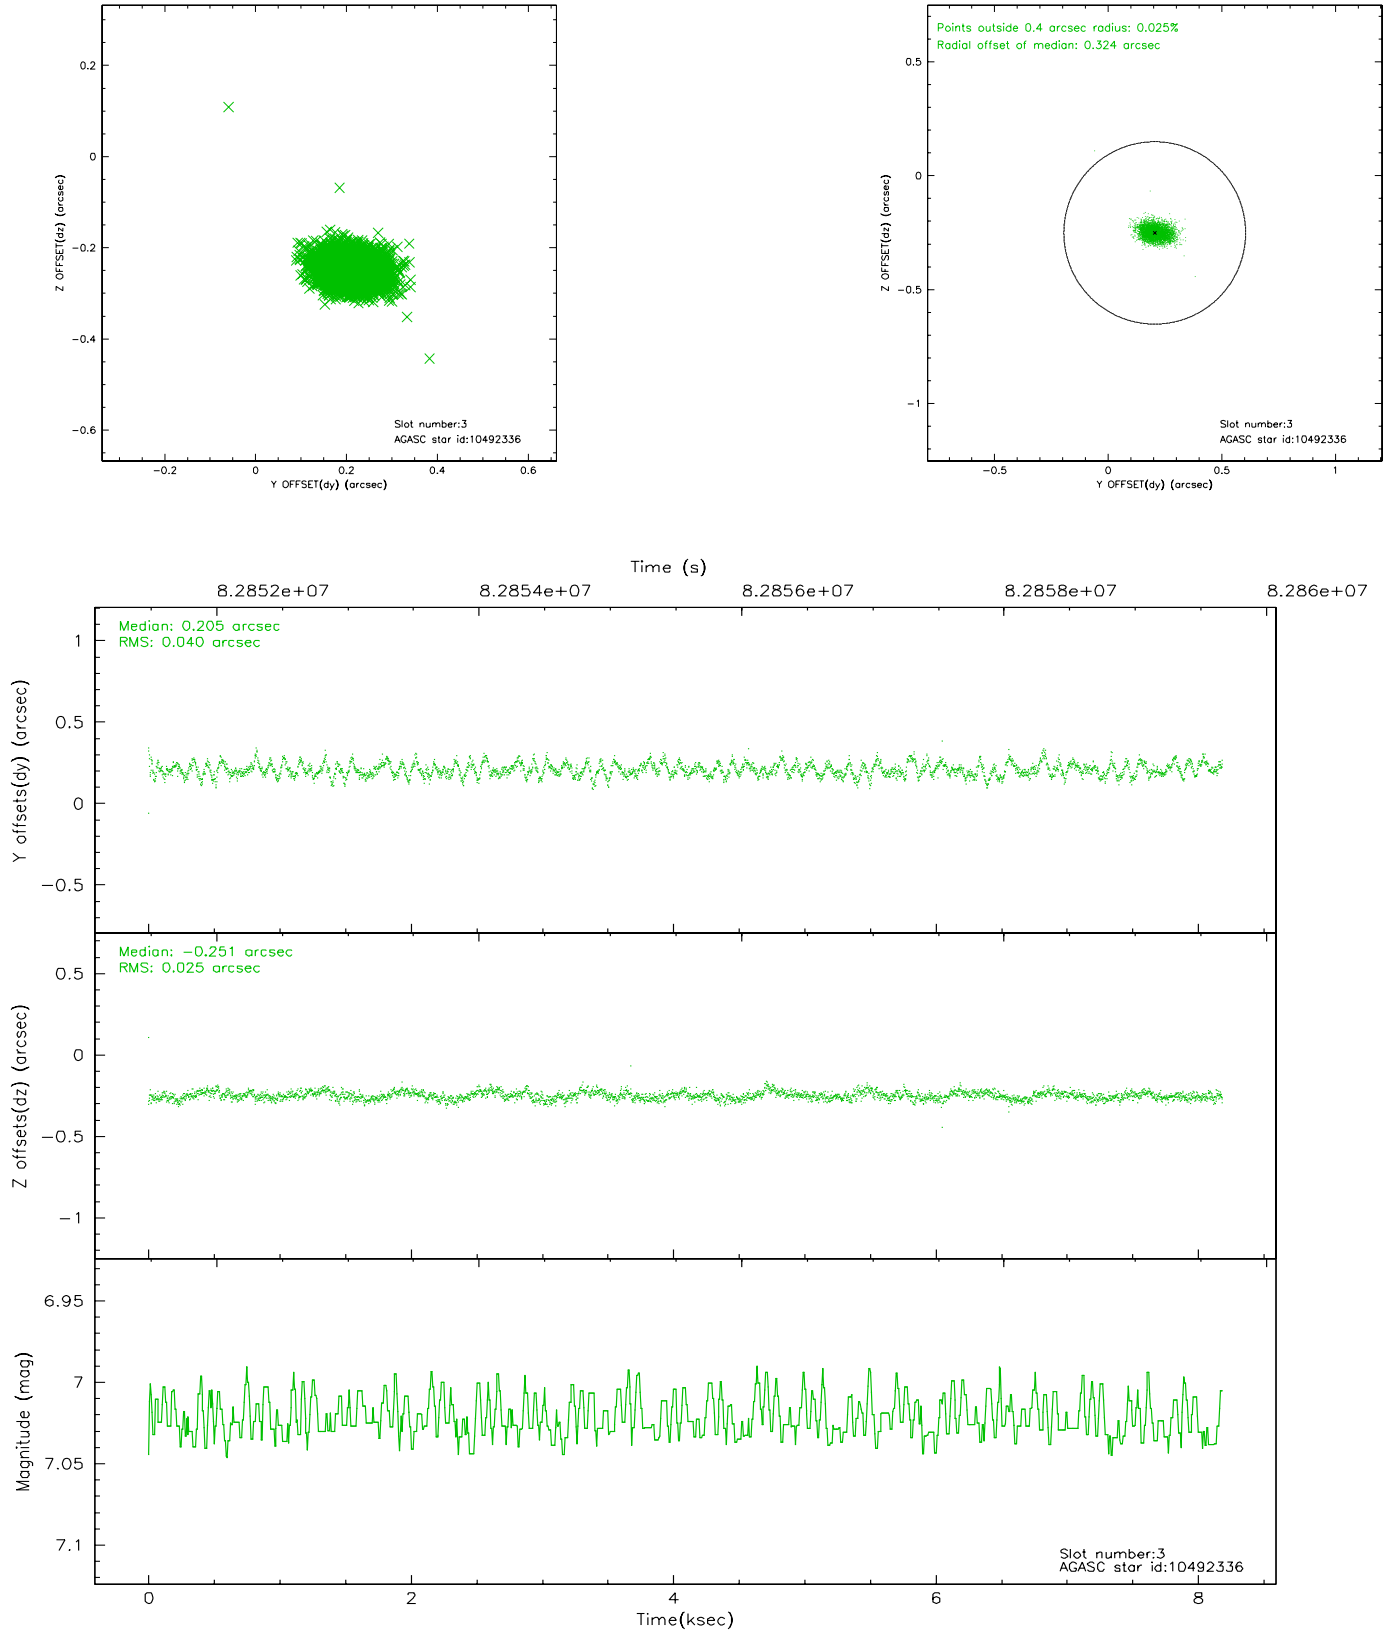 0.2
0
−0.2
−0.4
−0.6
Z OFFSET(dz) (arcsec)
Slot number:3
AGASC star id:10492336
−0.2
0
0.2
0.4
0.6
Y OFFSET(dy) (arcsec)
Points outside 0.4 arcsec radius: 0.025%
Radial offset of median: 0.324 arcsec
0.5
0
−0.5
−1
Z OFFSET(dz) (arcsec)
Slot number:3
AGASC star id:10492336
−0.5
0
0.5
1
Y OFFSET(dy) (arcsec)
Time (s)
8.2852e+07
8.2854e+07
8.2856e+07
8.2858e+07
8.286e+07
Median: 0.205 arcsec
RMS: 0.040 arcsec
1
0.5
0
−0.5
Y offsets(dy) (arcsec)
Median: −0.251 arcsec
RMS: 0.025 arcsec
0.5
0
−0.5
−1
Z offsets(dz) (arcsec)
6.95
7
7.05
7.1
Magnitude (mag)
Slot number:3
AGASC star id:10492336
0
2
4
6
8
Time(ksec)